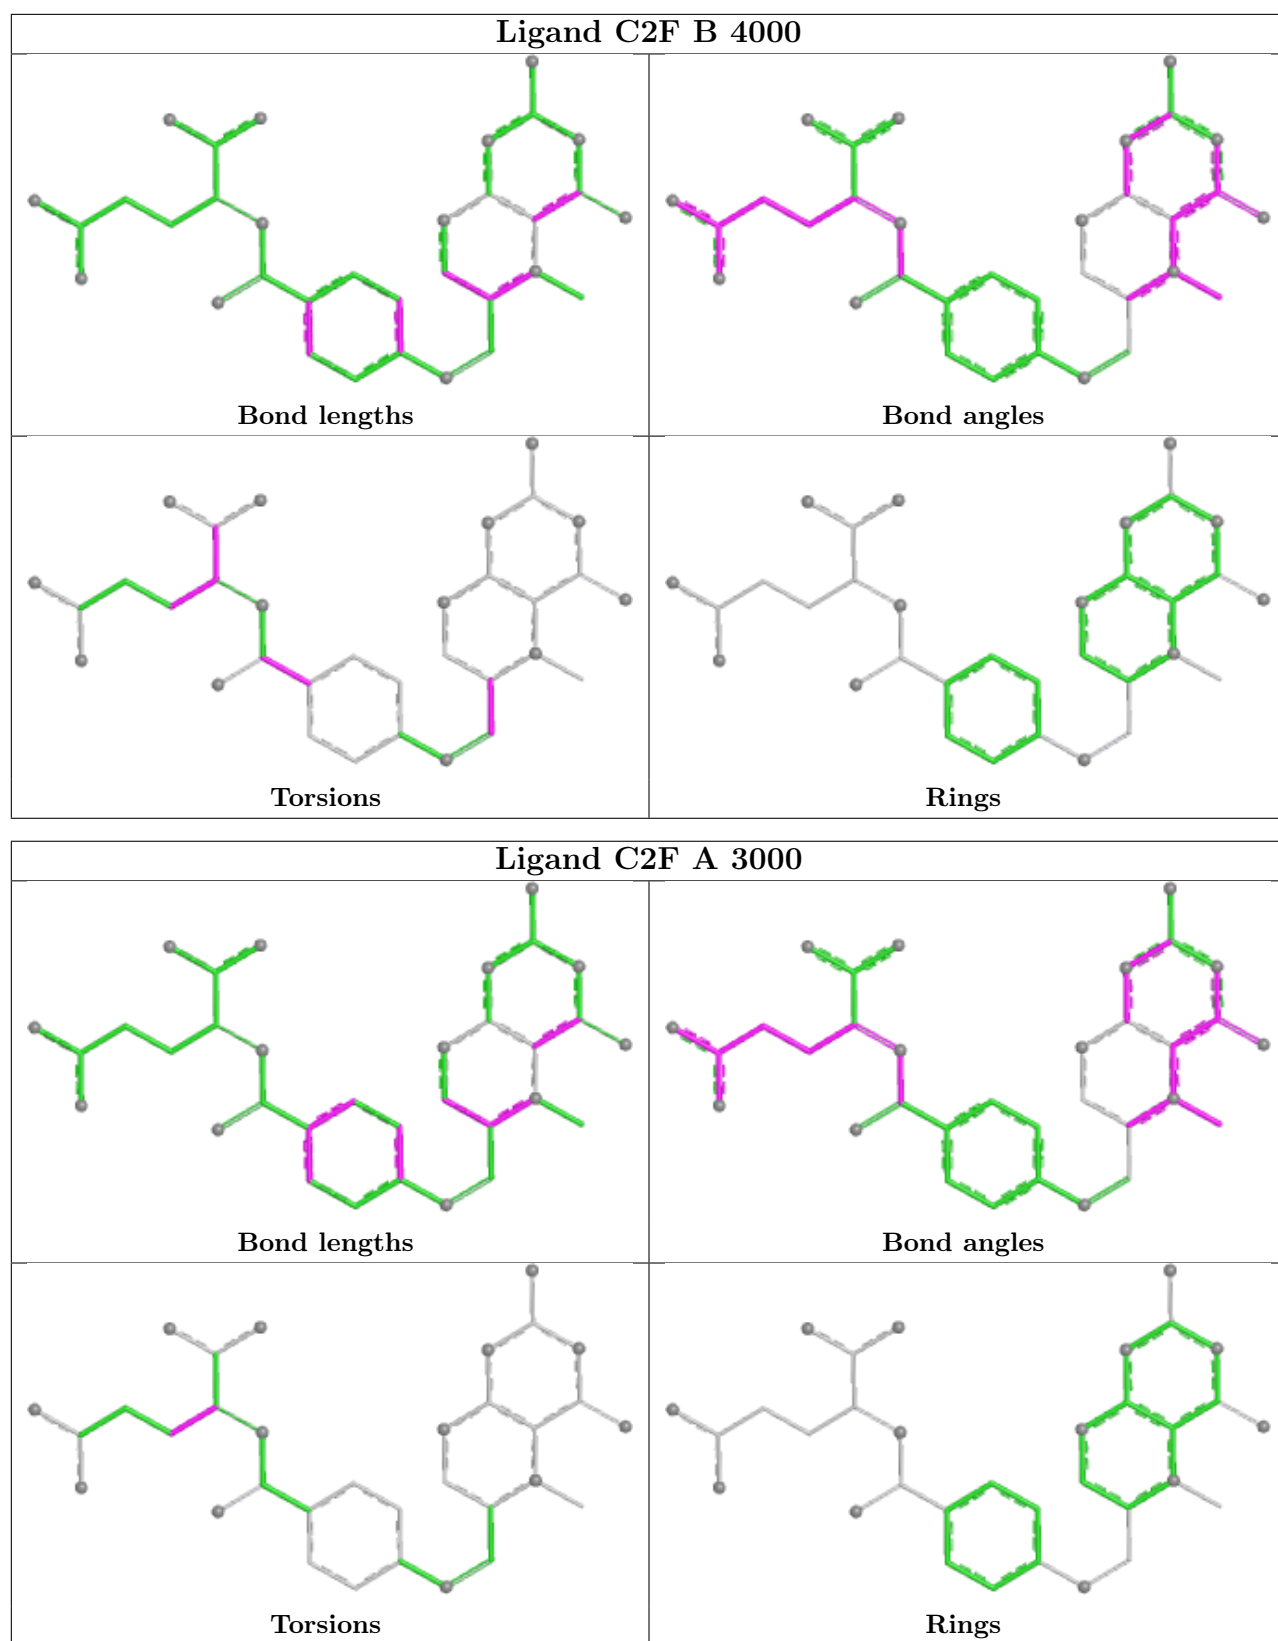 Ligand C2F B 4000
Bond lengths
Bond angles
Torsions
Rings
Ligand C2F A 3000
Bond lengths
Bond angles
Torsions
Rings